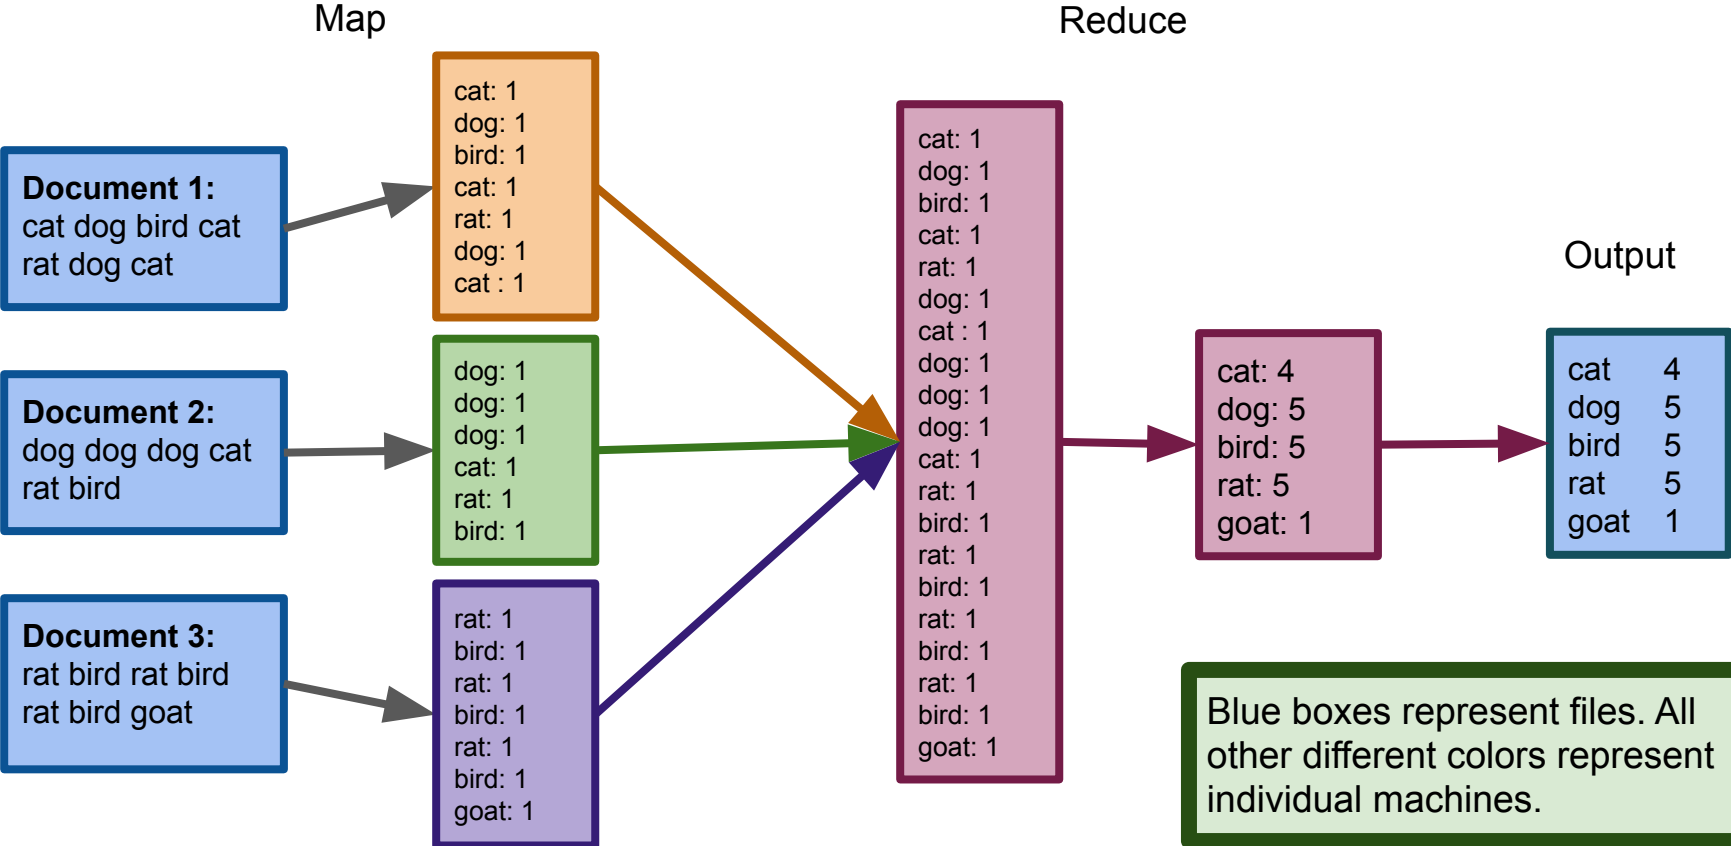 Map
Reduce
Document 1:
cat dog bird cat
rat dog cat
Document 2:
dog dog dog cat
rat bird
Document 3:
rat bird rat bird
rat bird goat
cat: 1
dog: 1
bird: 1
cat: 1
rat: 1
dog: 1
cat : 1
dog: 1
dog: 1
dog: 1
cat: 1
rat: 1
bird: 1
rat: 1
bird: 1
rat: 1
bird: 1
rat: 1
bird: 1
goat: 1
cat: 1
dog: 1
bird: 1
cat: 1
rat: 1
dog: 1
cat : 1
dog: 1
dog: 1
dog: 1
cat: 1
rat: 1
bird: 1
rat: 1
bird: 1
rat: 1
bird: 1
rat: 1
bird: 1
goat: 1
cat: 4
dog: 5
bird: 5
rat: 5
goat: 1
Output
cat 4
dog 5
bird 5
rat 5
goat 1
Blue boxes represent files. All
other different colors represent
individual machines.